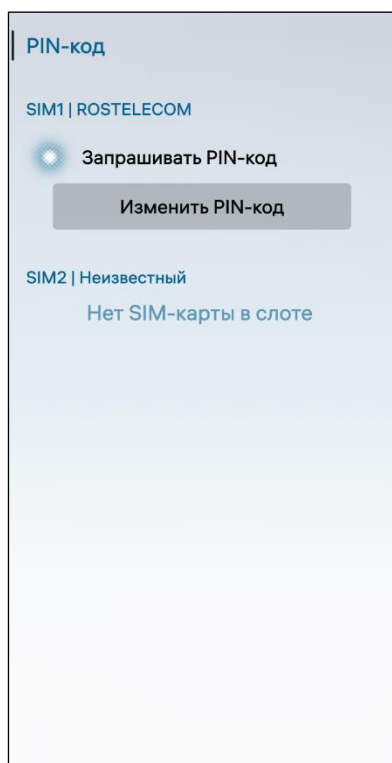 PIN-код
SIM1 | ROSTELECOM
Запрашивать PIN-код
Изменить PIN-код
SIM2 | Неизвестный
Нет SIM-карты в слоте